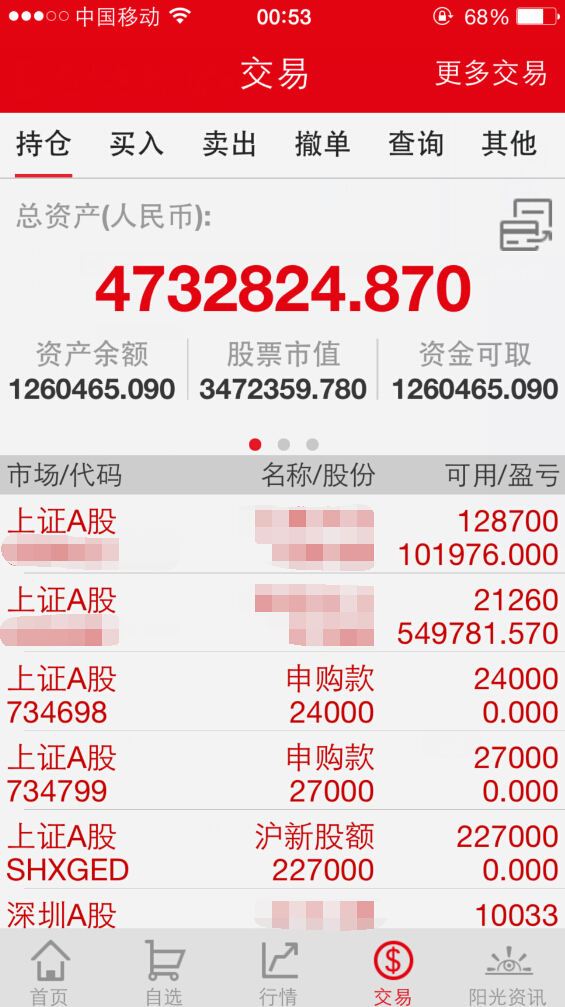 中国移动 00:53 68%
交易 更多交易
持仓 买入 卖出 撤单 查询 其他
总资产(人民币):
4732824.870
资产余额 股票市值 资金可取
1260465.090 3472359.780 1260465.090
市场/代码 名称/股份 可用/盈亏
上证A股 128700
101976.000
上证A股 21260
549781.570
上证A股 申购款 24000
734698 24000 0.000
上证A股 申购款 27000
734799 27000 0.000
上证A股 沪新股额 227000
SHXGED 227000 0.000
深圳A股 10033
首页 自选 行情 交易 阳光资讯